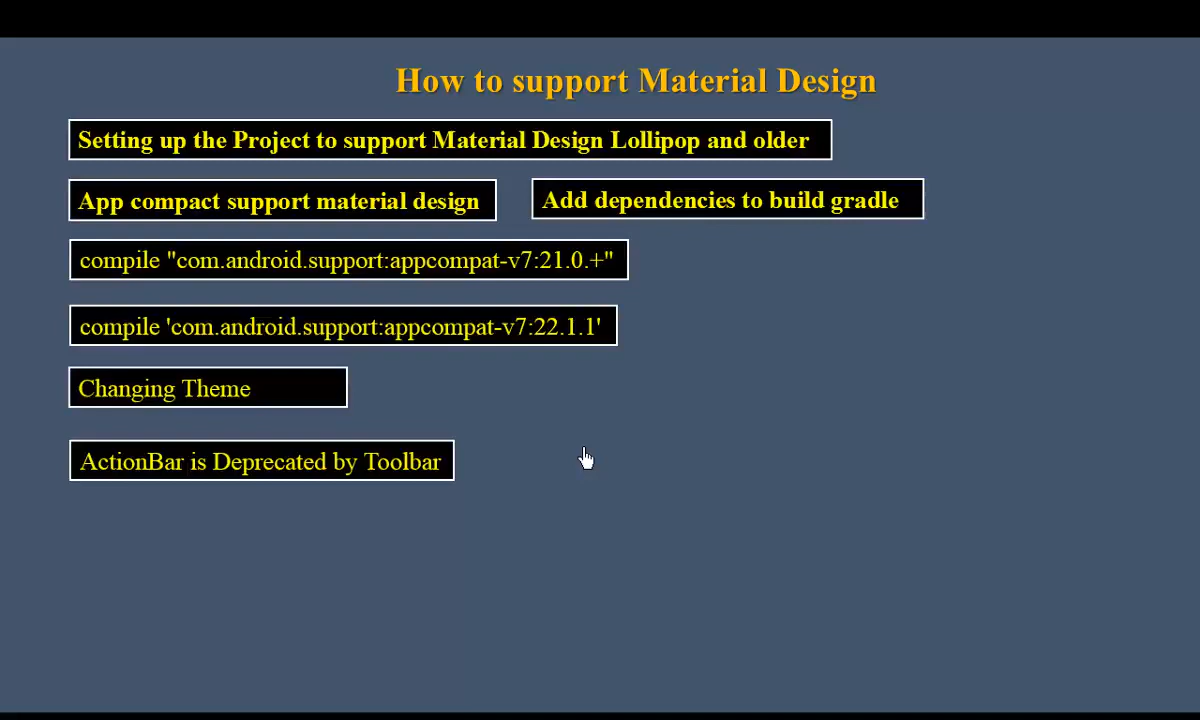 How to support Material Design
Setting up the Project to support Material Design Lollipop and older
App compact support material design
Add dependencies to build gradle
compile "com.android.support:appcompat-v7:21.0.+"
compile 'com.android.support:appcompat-v7:22.1.1'
Changing Theme
ActionBar is Deprecated by Toolbar